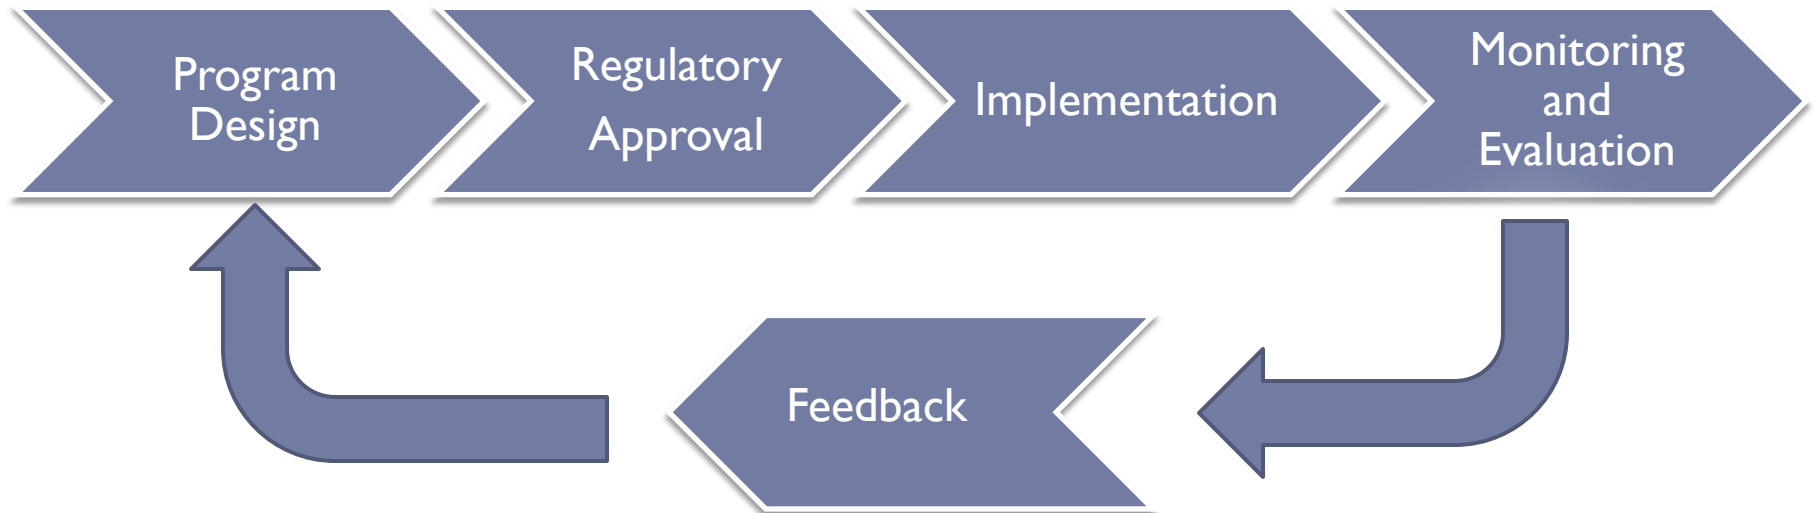 Program
Design
Regulatory
Approval
Implementation
Monitoring
and
Evaluation
Feedback